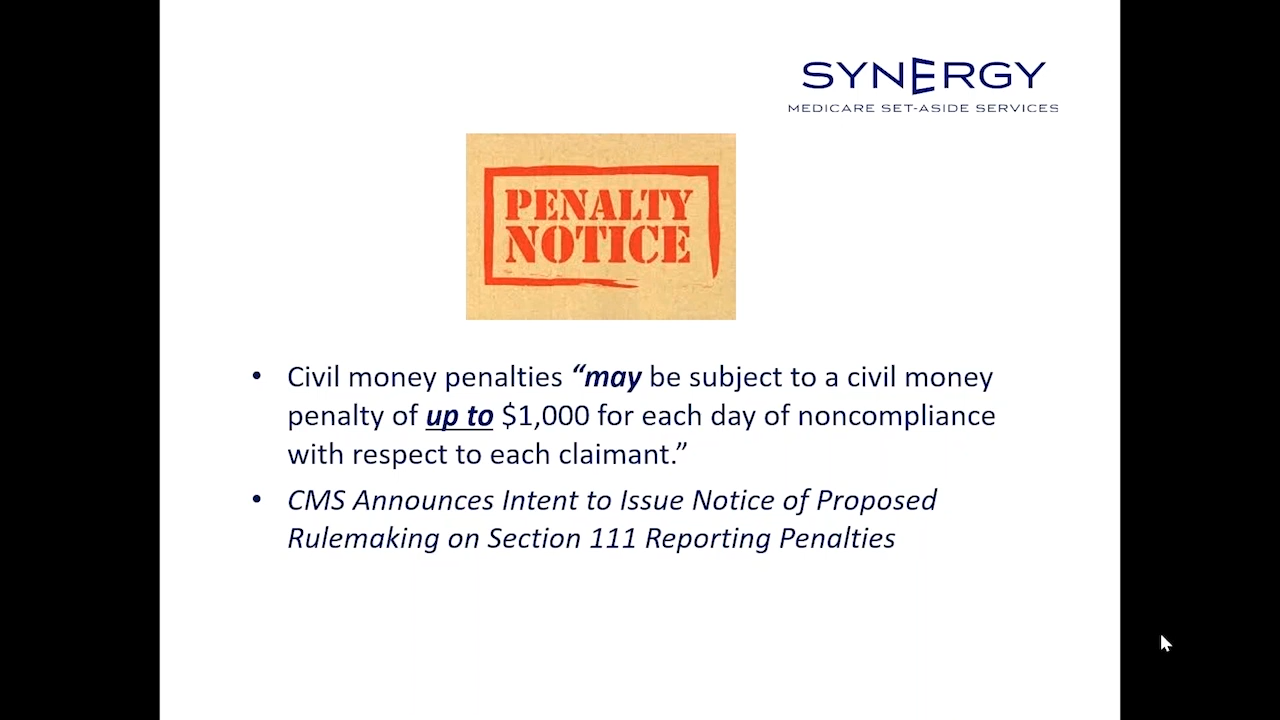 SYNERGY
MEDICARE SET-ASIDE SERVICES
PENALTY
NOTICE
• Civil money penalties “may be subject to a civil money
penalty of up to $1,000 for each day of noncompliance
with respect to each claimant.”
• CMS Announces Intent to Issue Notice of Proposed
Rulemaking on Section 111 Reporting Penalties